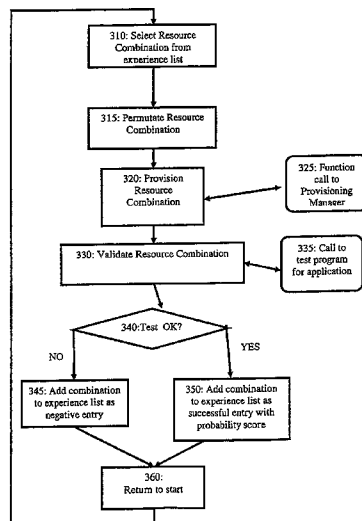 310: Select Resource
Combination from
experience list
315: Permutate Resource
Combination
320: Provision
Resource
Combination
325: Function
call to
Provisioning
Manager
330: Validate Resource Combination
335: Call to
test program
for application
340:Test OK?
NO
YES
345: Add combination
to experience list as
negative entry
350: Add combination
to experience list as
successful entry with
probability score
360:
Return to start